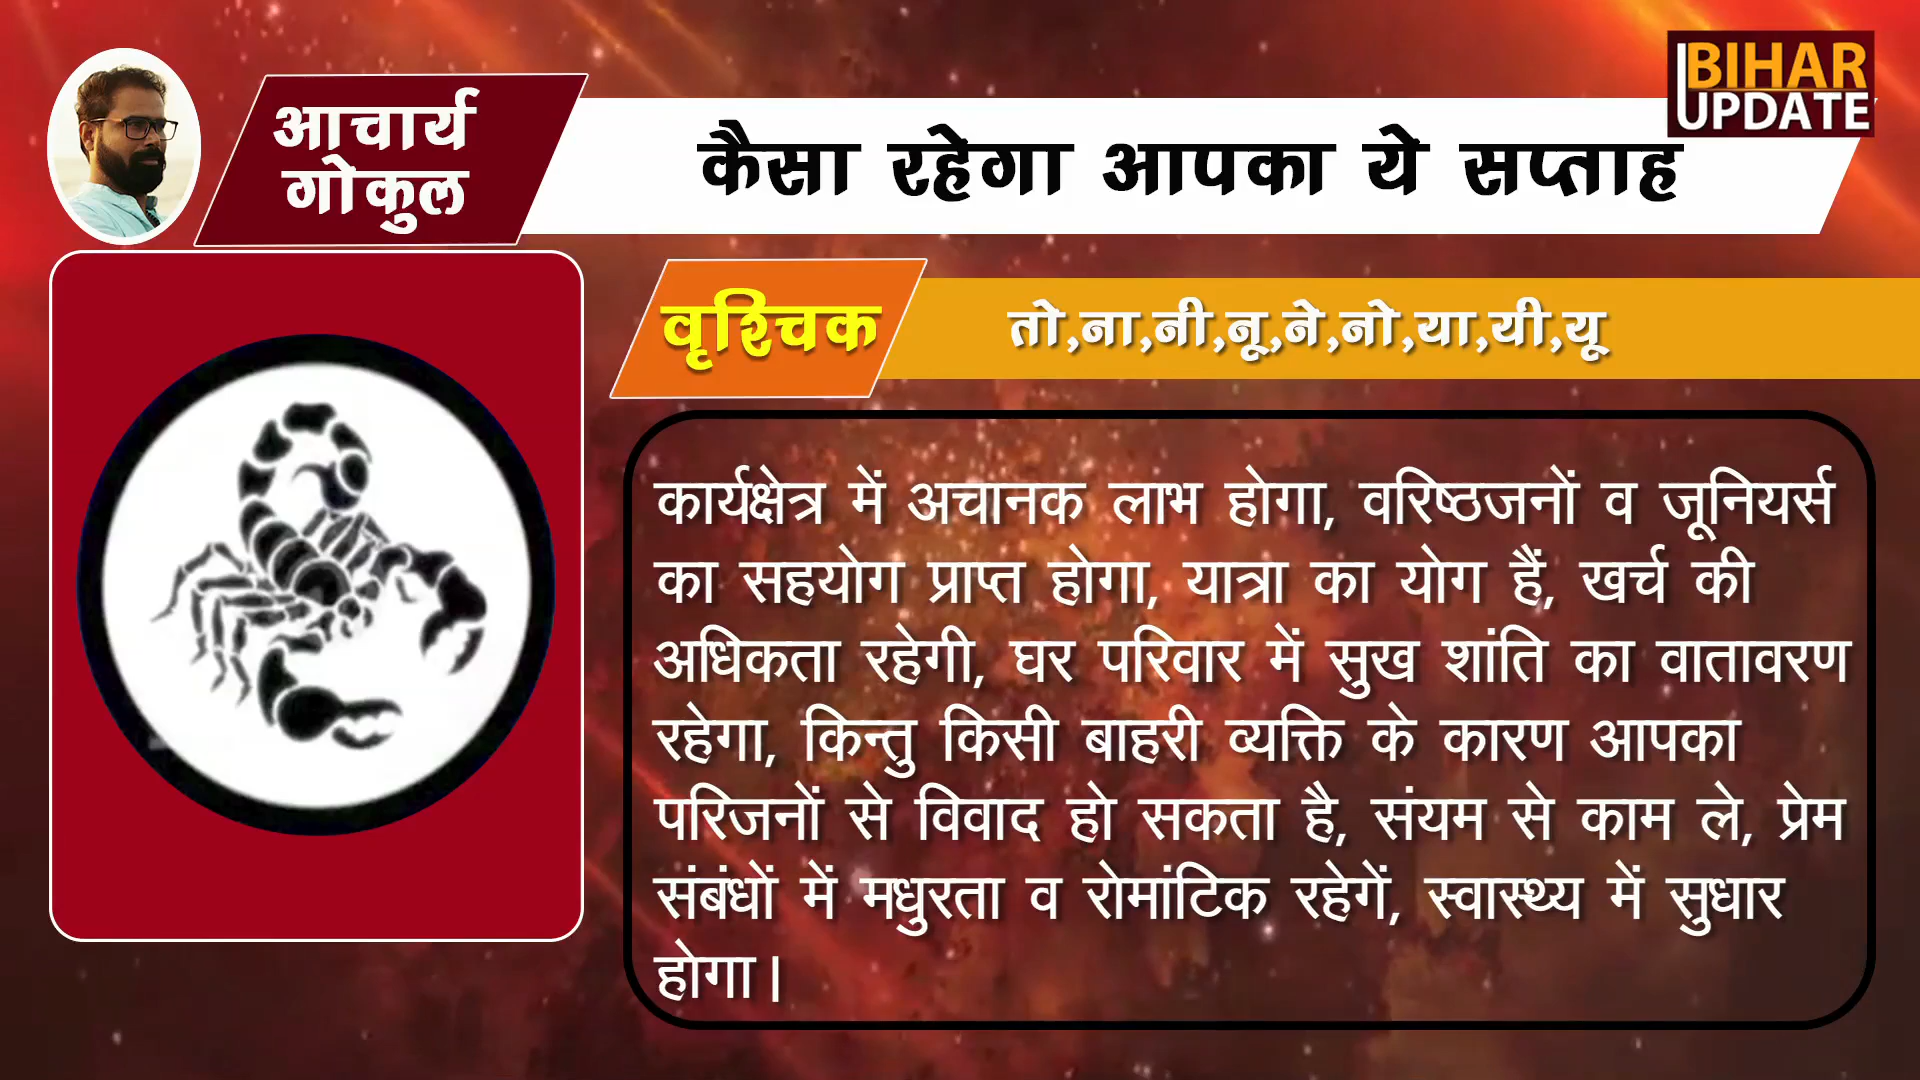 BIHAR
UPDATE
आचार्य
गोकुल
कैसा रहेगा आपका ये सप्ताह
वृश्चिक
तो,ना,नी,नू,ने,नो,या,यी,यू
कार्यक्षेत्र में अचानक लाभ होगा, वरिष्ठजनों व जूनियर्स
का सहयोग प्राप्त होगा, यात्रा का योग हैं, खर्च की
अधिकता रहेगी, घर परिवार में सुख शांति का वातावरण
रहेगा, किन्तु किसी बाहरी व्यक्ति के कारण आपका
परिजनों से विवाद हो सकता है, संयम से काम ले, प्रेम
संबंधों में मधुरता व रोमांटिक रहेगें, स्वास्थ्य में सुधार
होगा।